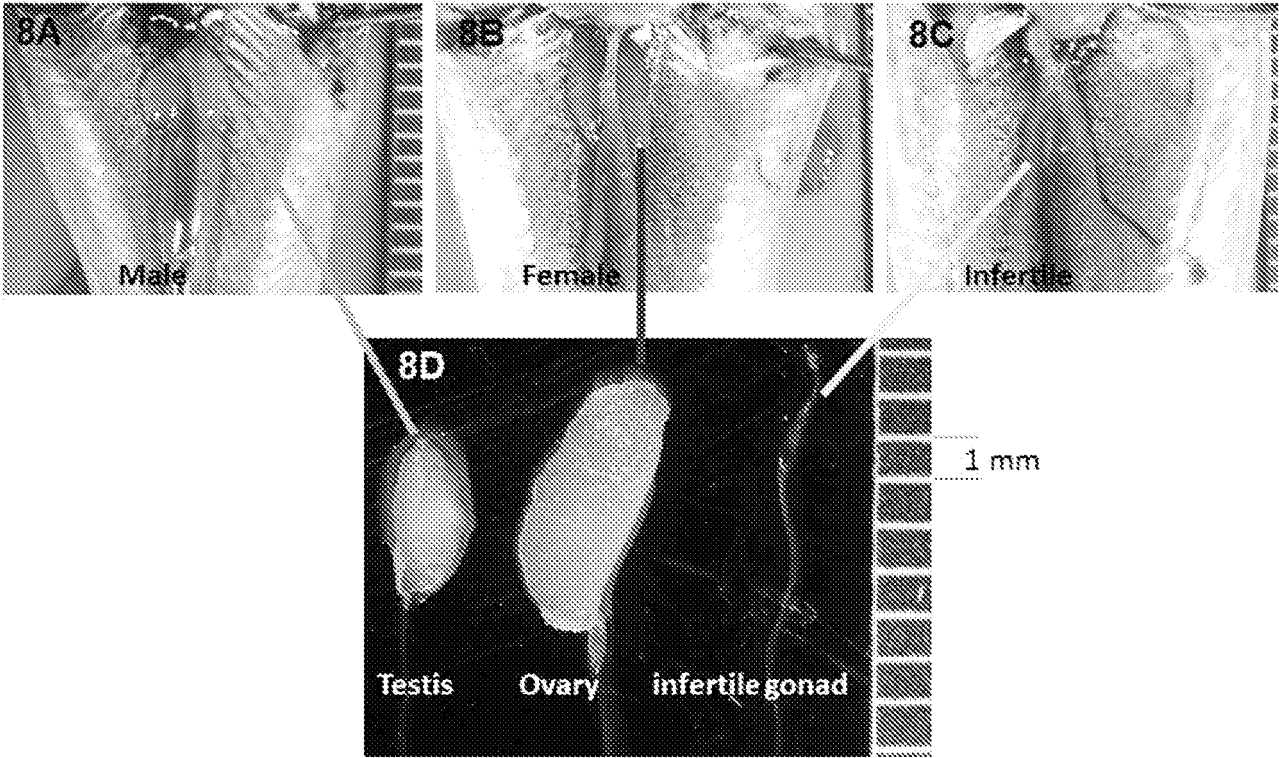 8A
8B
8C
Male
Female
Infertile
8D
1 mm
Testis
Ovary
infertile gonad